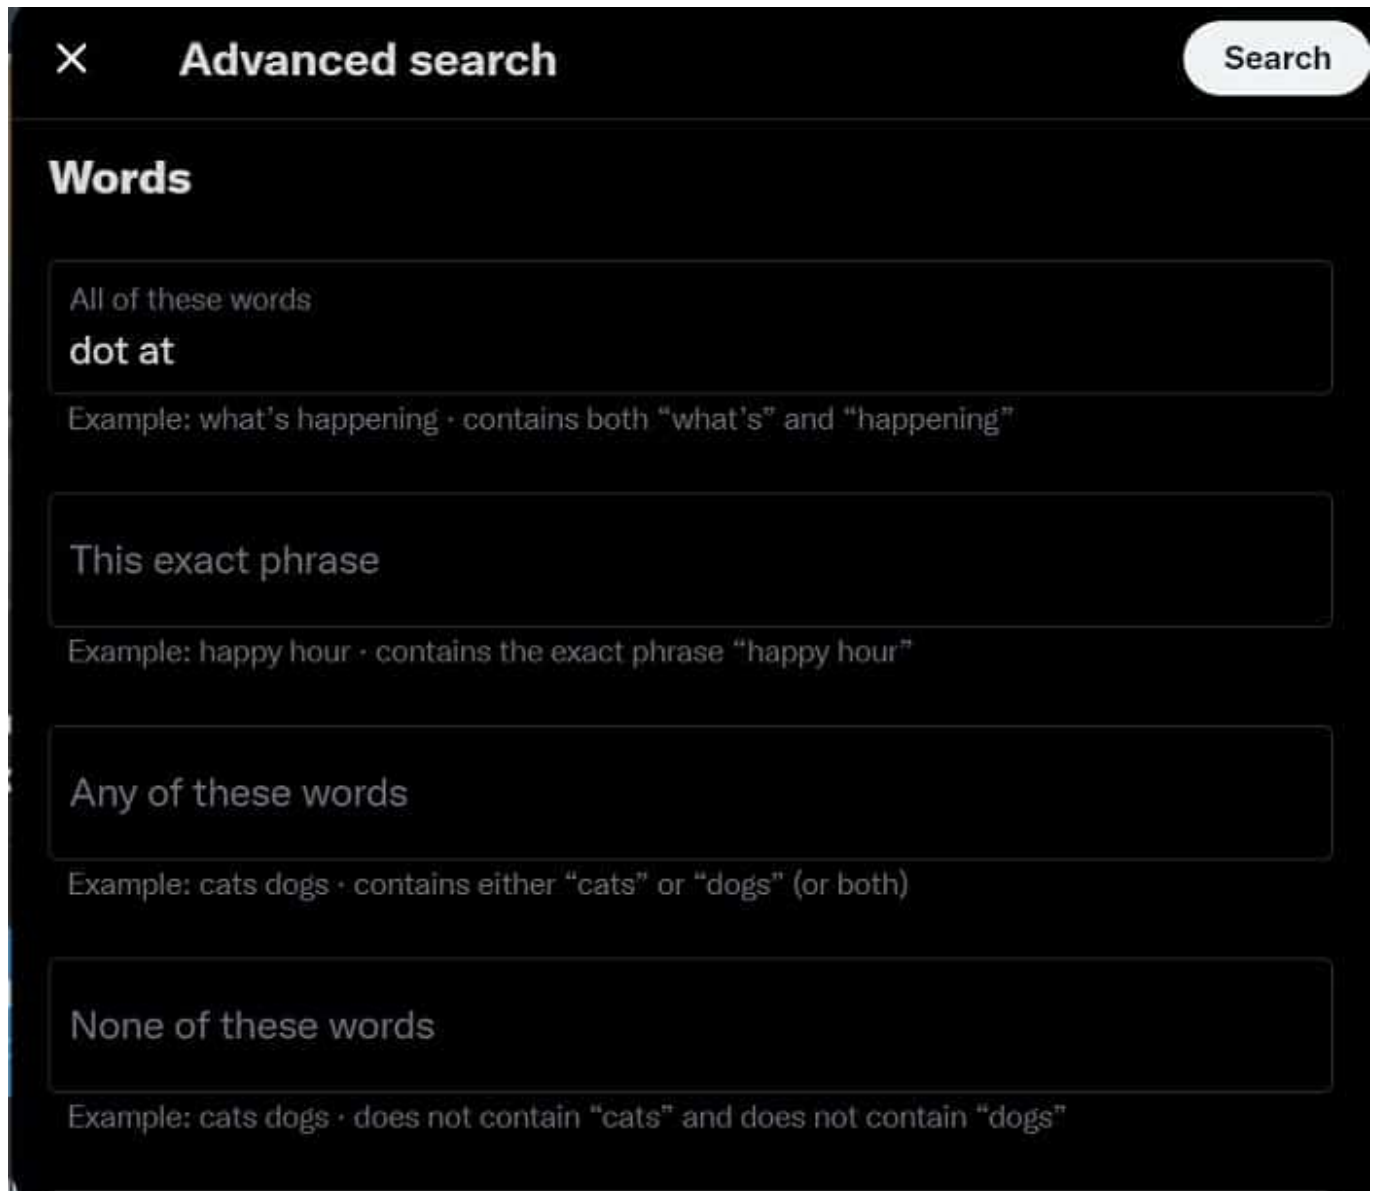 Advanced search
Search
Words
All of these words
dot at
Example: what’s happening · contains both “what’s” and “happening”
This exact phrase
Example: happy hour · contains the exact phrase “happy hour”
Any of these words
Example: cats dogs · contains either “cats” or “dogs” (or both)
None of these words
Example: cats dogs · does not contain “cats” and does not contain “dogs”